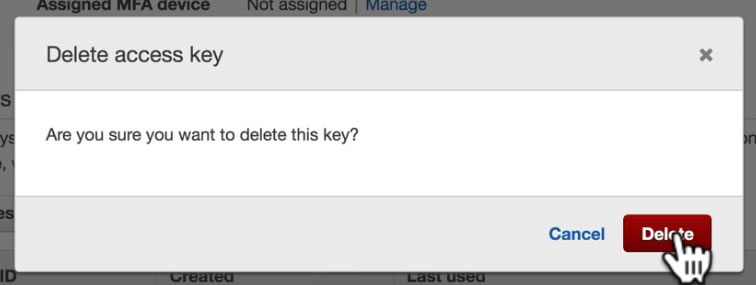 Assigned MFA device Not assigned | Manage
Delete access key
Are you sure you want to delete this key?
Cancel Delete
ID Created Last used